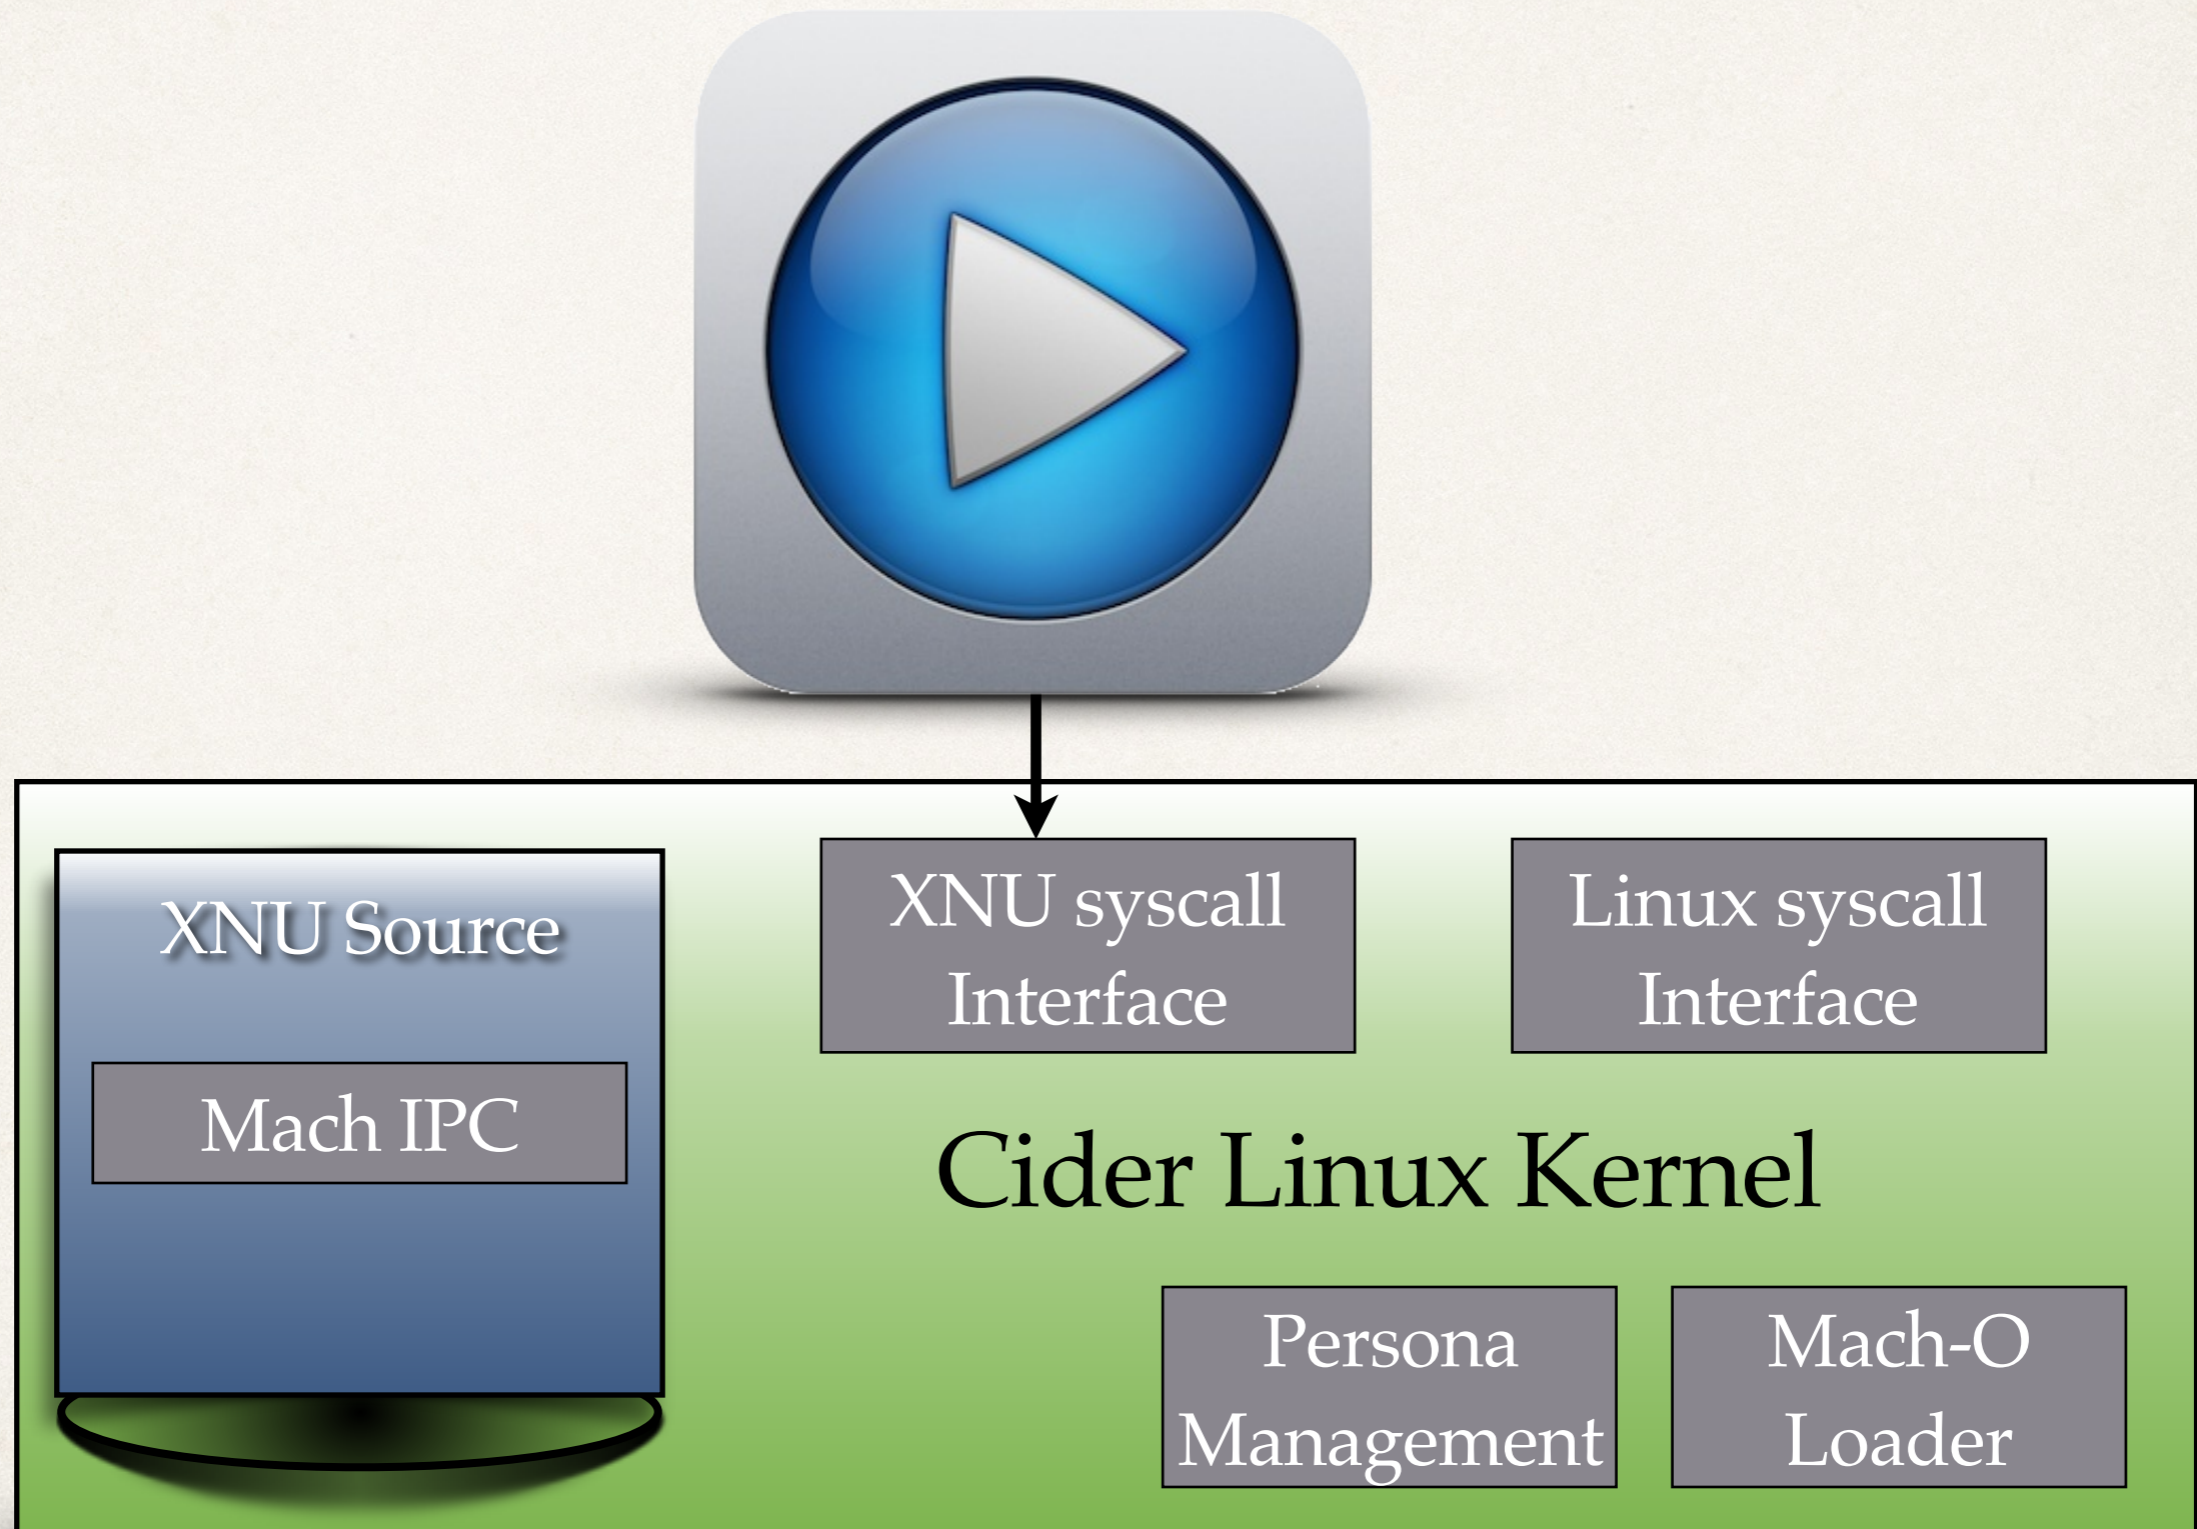 XNU Source
Mach IPC
XNU syscall
Interface
Linux syscall
Interface
Cider Linux Kernel
Persona
Management
Mach-O
Loader